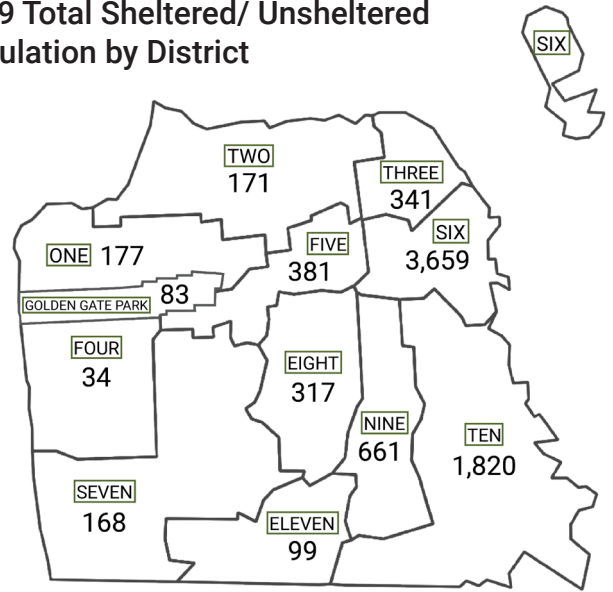 9 Total Sheltered/ Unsheltered
ulation by District
SIX
TWO
171
THREE
341
SIX
3,659
FIVE
381
ONE 177
83
GOLDEN GATE PARK
FOUR
34
EIGHT
317
NINE
661
TEN
1,820
SEVEN
168
ELEVEN
99